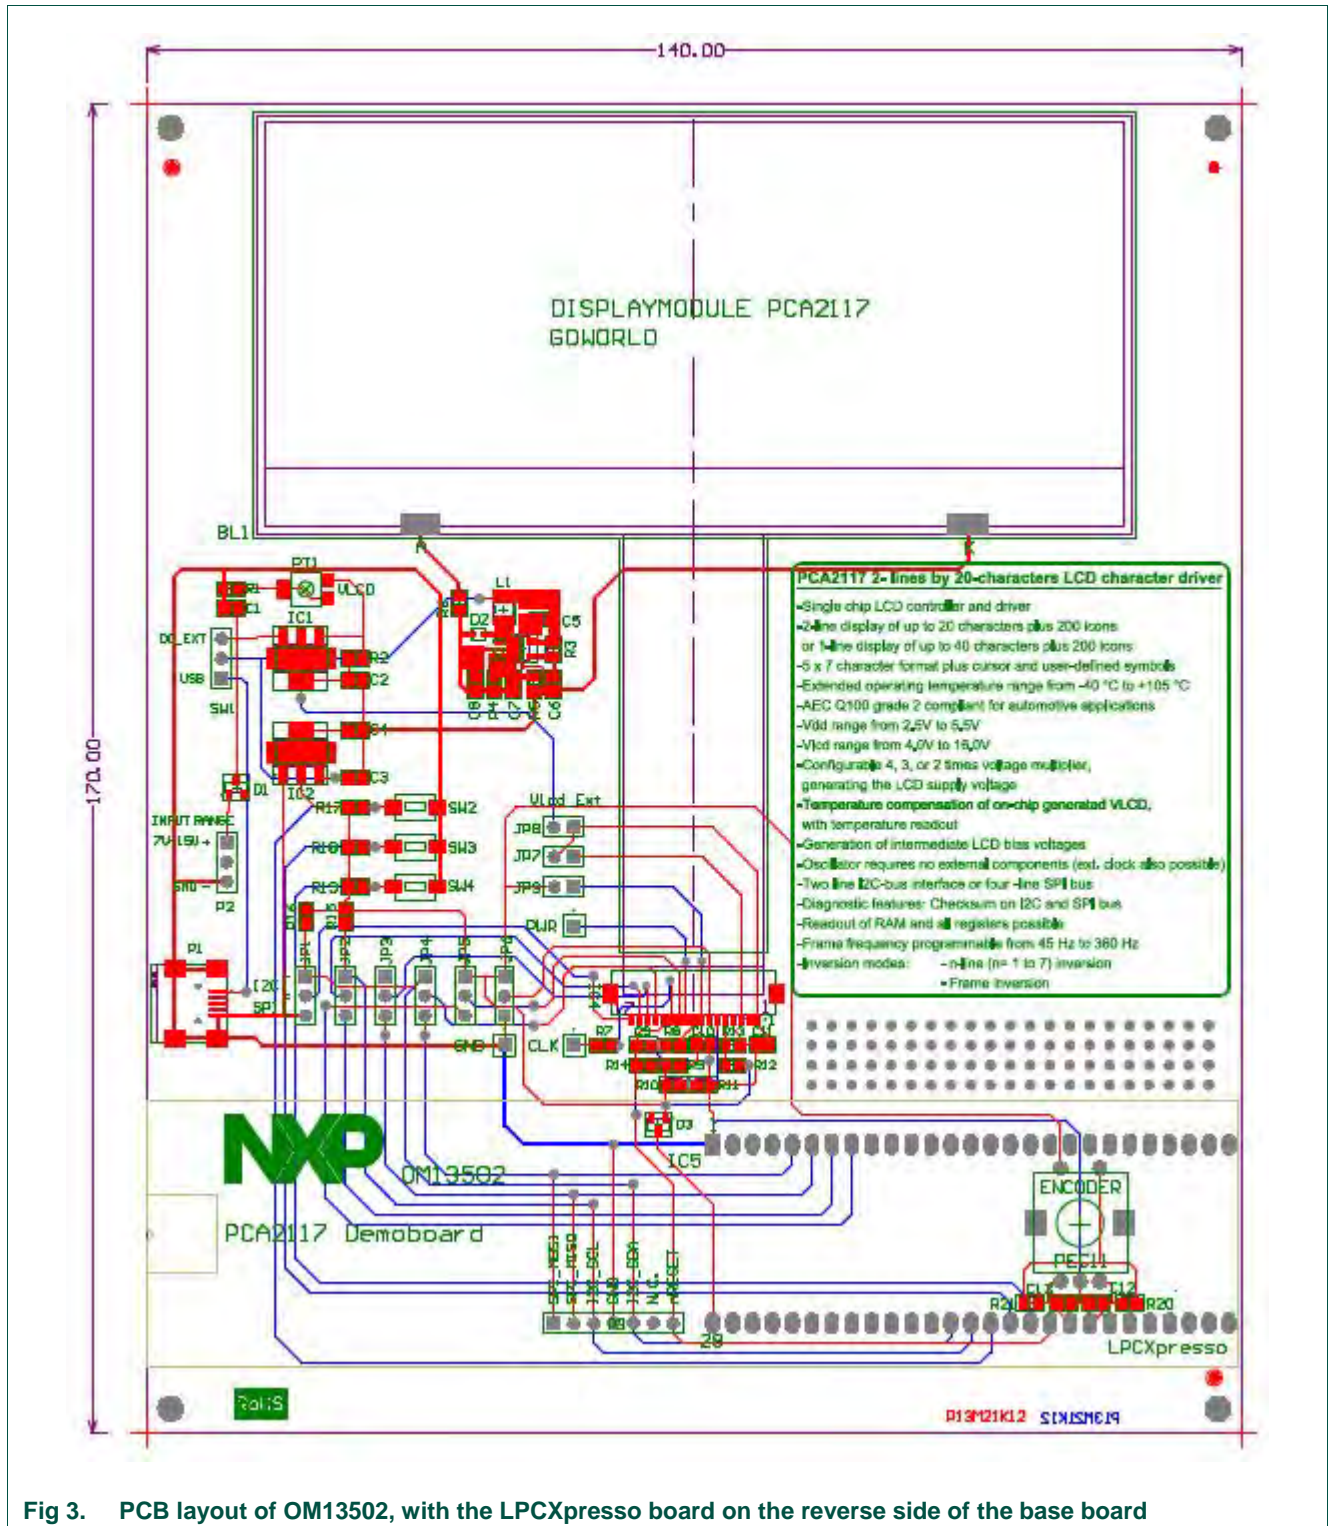 140.00
170.00
DISPLAYMODULE PCA2117
GDWORLD
BL1
A
K
PT1
VLCD
R1
C1
IC1
DC_EXT
USB
SW1
R2
C2
L1
D2
C5
R3
C8
R4
C7
C6
C4
C3
IC2
D1
INPUT RANGE
7V-15V +
GND -
P2
R17
SW2
R18
SW3
R19
SW4
R16
R15
Vlcd Ext
JP8
JP7
JP9
PWR
P1
I2C
SPI
JP1
JP2
JP3
JP4
JP5
JP6
GND
CLK
R7
R14
R12
R10
R11
D3
PCA2117 2- lines by 20-characters LCD character driver
-Single chip LCD controller and driver
-2-line display of up to 20 characters plus 200 icons
or 1-line display of up to 40 characters plus 200 icons
-5 x 7 character format plus cursor and user-defined symbols
-Extended operating temperature range from -40 °C to +105 °C
-AEC Q100 grade 2 compliant for automotive applications
-Vdd range from 2,5V to 5,5V
-Vlcd range from 4,0V to 16,0V
-Configurable 4, 3, or 2 times voltage multiplier,
generating the LCD supply voltage
-Temperature compensation of on-chip generated VLCD,
with temperature readout
-Generation of intermediate LCD bias voltages
-Oscillator requires no external components (ext. clock also possible)
-Two line I2C-bus interface or four -line SPI bus
-Diagnostic features: Checksum on I2C and SPI bus
-Readout of RAM and all registers possible
-Frame frequency programmable from 45 Hz to 360 Hz
-Inversion modes: - n-line (n= 1 to 7) inversion
- Frame inversion
NXP
OM13502
PCA2117 Demoboard
IC5
1
28
SPI_MOSI
SPI_MISO
I2C_SCL
GND
I2C_SDA
N.C.
nRESET
ENCODER
PEC11
R21
C12
R20
LPCXpresso
RoHS
P13M21K12
P13M21K12
Fig 3. PCB layout of OM13502, with the LPCXpresso board on the reverse side of the base board